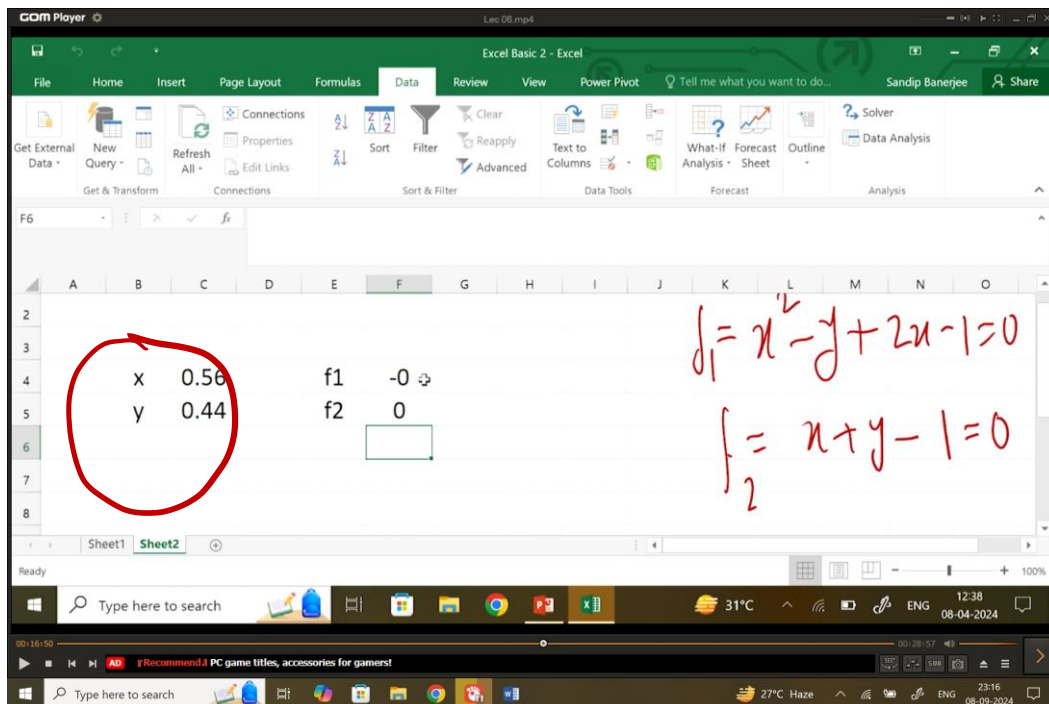 GOM Player
Lec 06.mp4
Excel Basic 2 - Excel
File Home Insert Page Layout Formulas Data Review View Power Pivot Tell me what you want to do... Sandip Banerjee Share
Get External Data
New Query
Refresh All
Connections
Properties
Edit Links
Sort
Filter
Clear
Reapply
Advanced
Text to Columns
What-If Analysis
Forecast Sheet
Outline
Solver
Data Analysis
Get & Transform Connections Sort & Filter Data Tools Forecast Analysis
F6 fx
A B C D E F G H I J K L M N O
2
3
4 x 0.56 f1 -0
5 y 0.44 f2 0
6
7
8
f₁ = x² - y + 2x - 1 = 0
f₂ = x + y - 1 = 0
Sheet1 Sheet2
Ready 100%
Type here to search 31°C ENG 12:38
08-04-2024
00:16:50 00:28:57
AD Recommend PC game titles, accessories for gamers!
Type here to search 27°C Haze ENG 23:16
08-09-2024